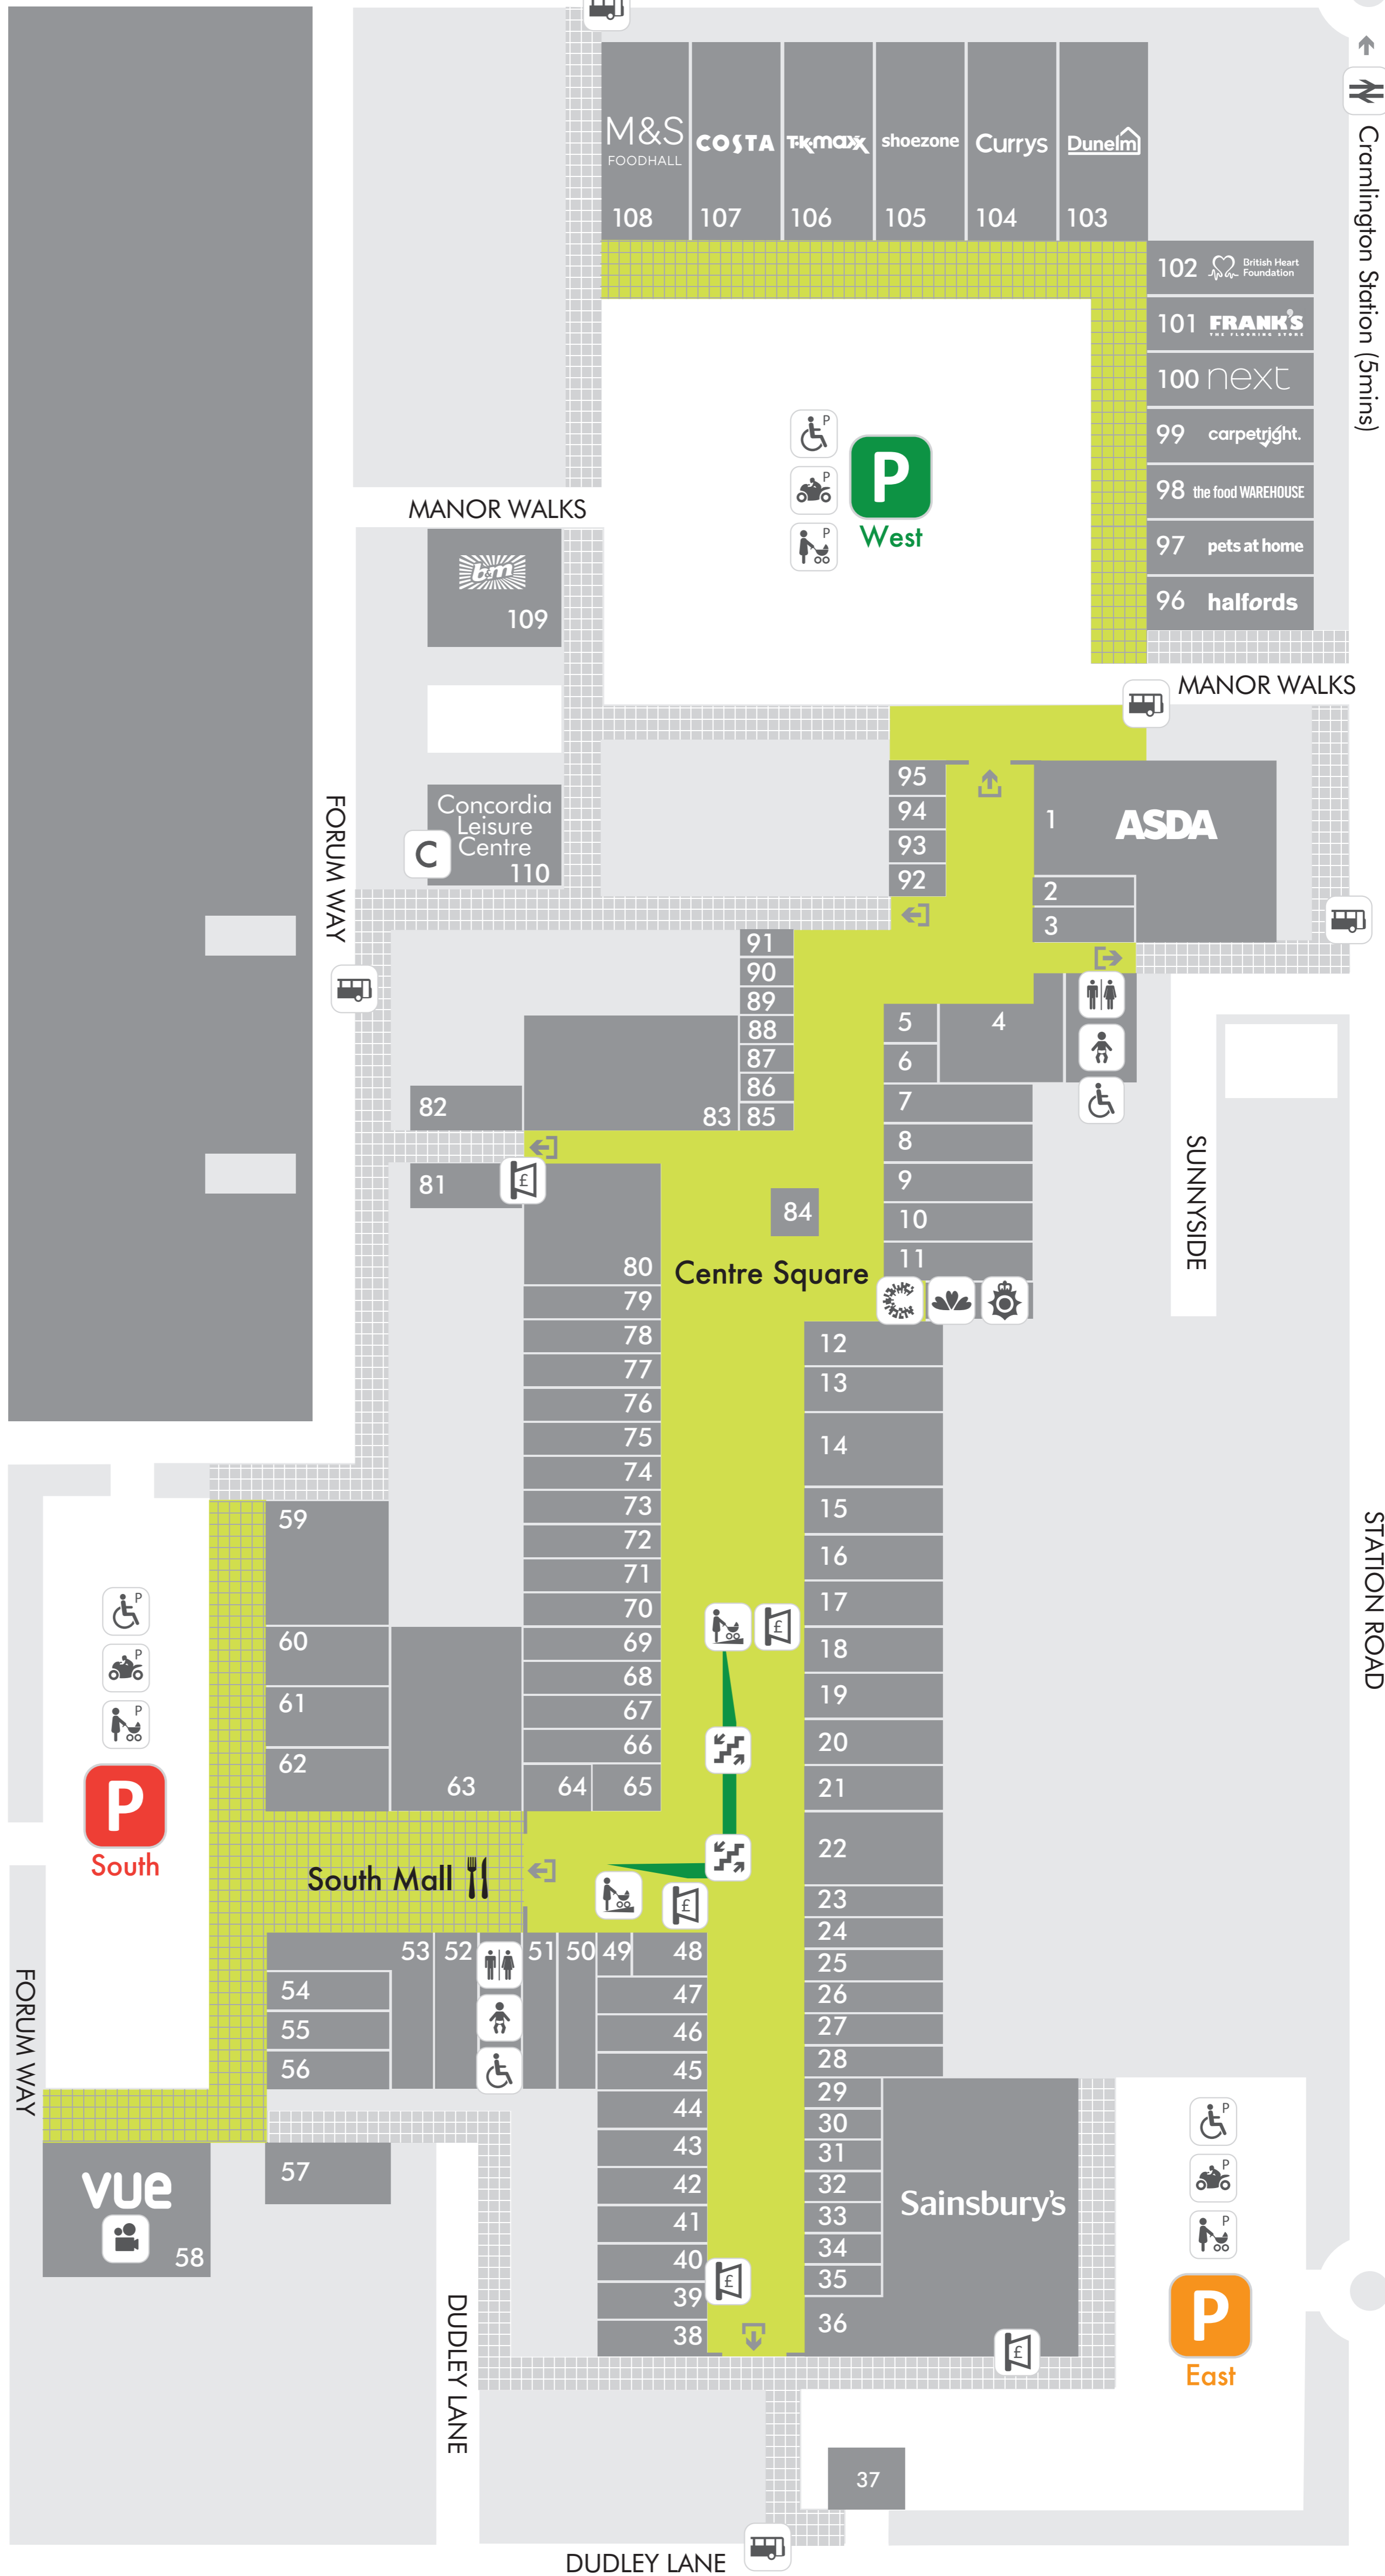 M&S
FOODHALL
108
COSTA
107
TK maxx
106
shoezone
105
Currys
104
Dunelm
103
Cramlington Station (5mins)
102 British Heart
Foundation
101 FRANK'S
THE FLOORING STORE
100 next
99 carpetright.
98 the food WAREHOUSE
97 pets at home
96 halfords
P
P
P
P
West
MANOR WALKS
b&m
109
MANOR WALKS
FORUM WAY
Concordia
Leisure
Centre
110
C
95
94
93
92
1 ASDA
2
3
91
90
89
88
87
86
83 85
82
81
£
5
4
6
7
8
9
10
11
84
Centre Square
SUNNYSIDE
80
79
78
77
76
75
74
73
72
71
70
69
68
67
66
64 65
63
12
13
14
15
16
17
18
19
20
21
22
23
24
25
26
27
28
29
30
31
32
33
34
35
36
£
STATION ROAD
59
60
61
62
P
P
P
P
South
South Mall
£
FORUM WAY
53 52 51 50 49 48
54
55
56
47
46
45
44
43
42
41
40
39
38
£
57
vue
58
Sainsbury's
£
P
P
P
P
East
DUDLEY LANE
37
DUDLEY LANE